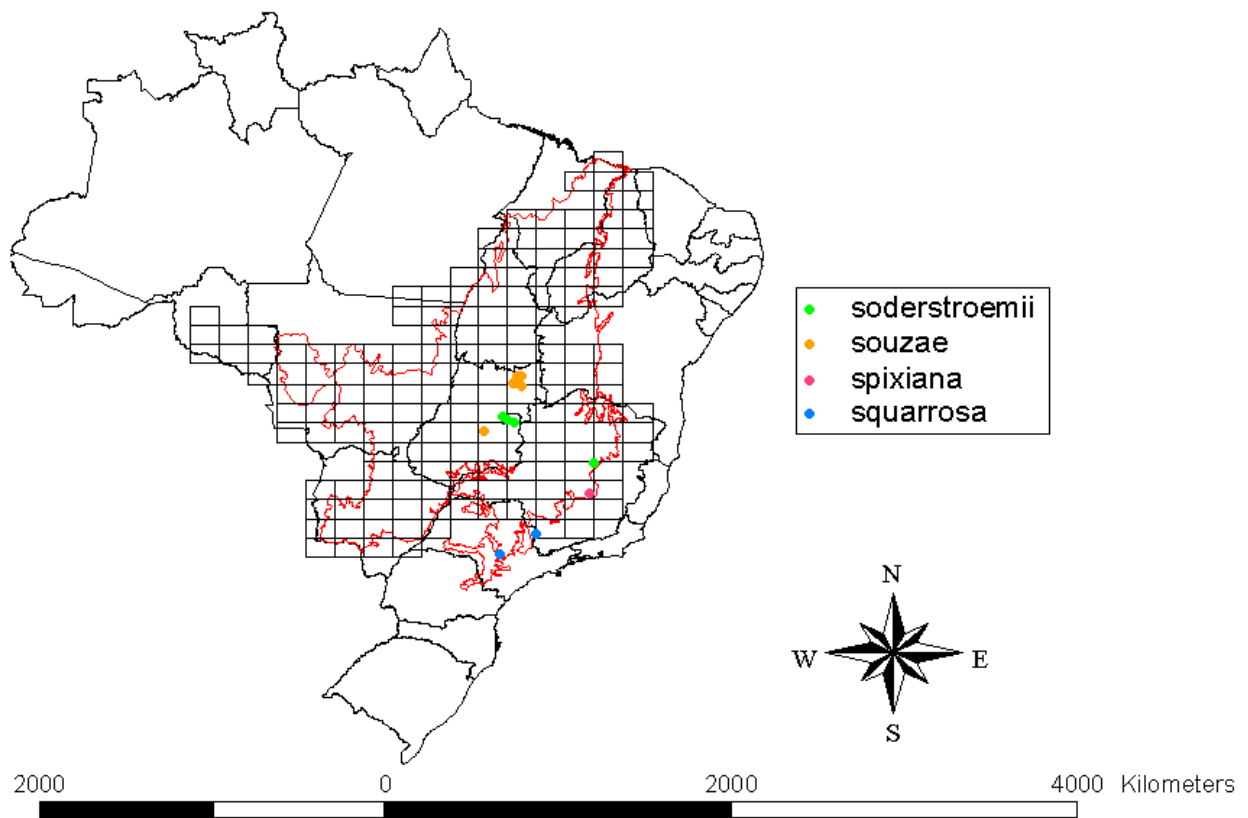 soderstroemii
souzae
spixiana
squarrosa
N
W E
S
2000 0 2000 4000 Kilometers